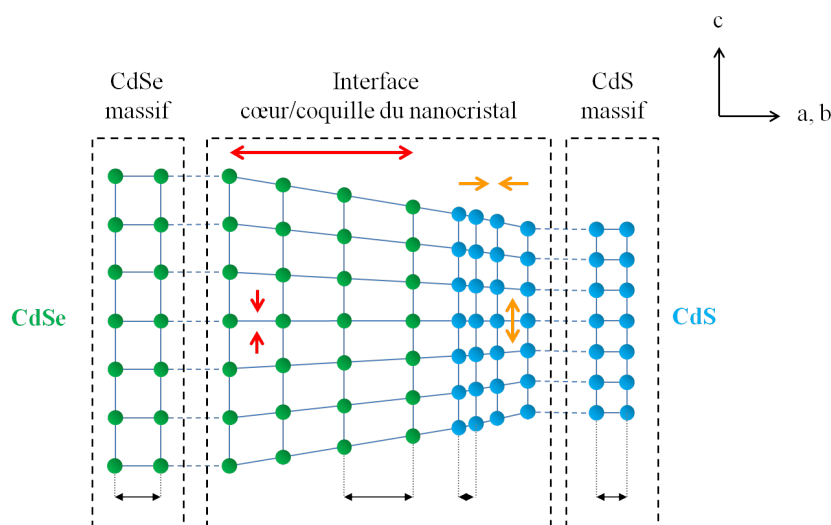 c
a, b
CdSe
massif
Interface
cœur/coquille du nanocristal
CdS
massif
CdSe
CdS